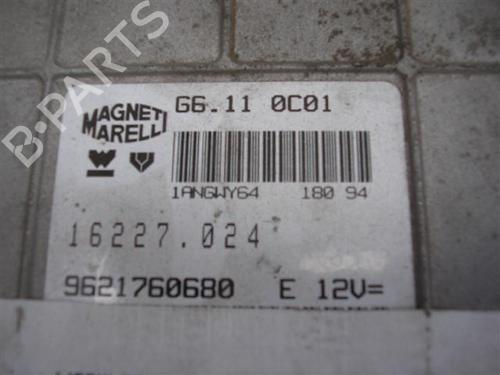 B-PARTS
MAGNETI MARELLI
G6.11 0C01
1ANGWY64 180 94
16227.024
9621760680 E 12V=